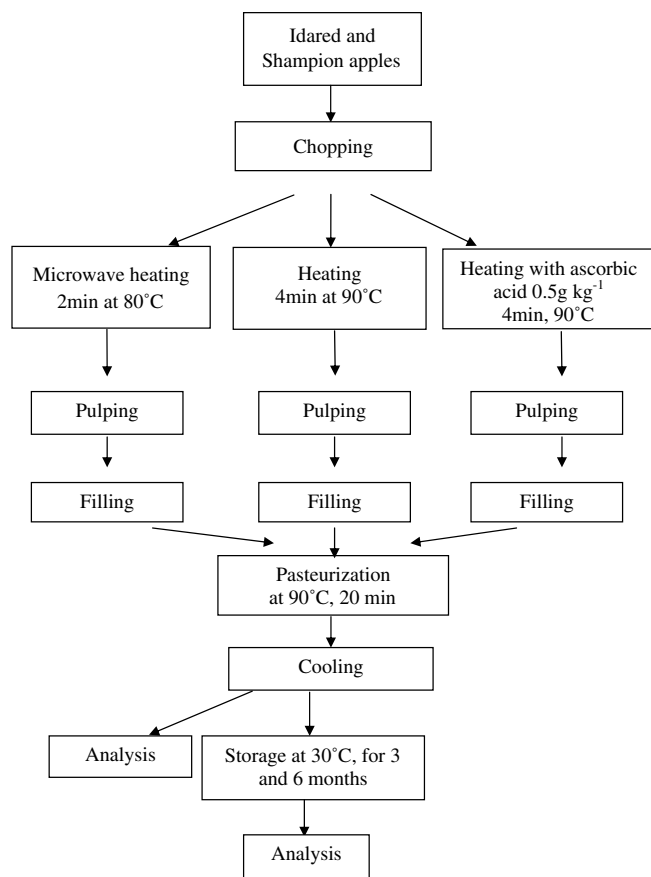 Idared and
Shampion apples
Chopping
Microwave heating
2min at 80˚C
Heating
4min at 90˚C
Heating with ascorbic
acid 0.5g kg⁻¹
4min, 90˚C
Pulping
Pulping
Pulping
Filling
Filling
Filling
Pasteurization
at 90˚C, 20 min
Cooling
Analysis
Storage at 30˚C, for 3
and 6 months
Analysis